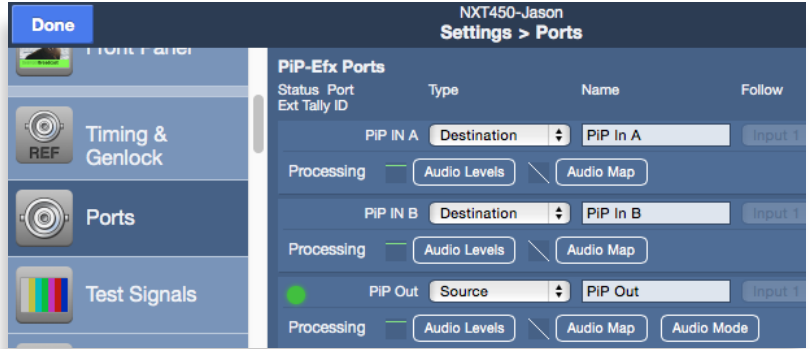 Done
NXT450-Jason
Settings > Ports
Front Panel
REF
Timing &
Genlock
Ports
Test Signals
PiP-Efx Ports
Status Port Type Name Follow
Ext Tally ID
PiP IN A Destination PiP In A Input 1
Processing Audio Levels Audio Map
PiP IN B Destination PiP In B Input 1
Processing Audio Levels Audio Map
PiP Out Source PiP Out Input 1
Processing Audio Levels Audio Map Audio Mode